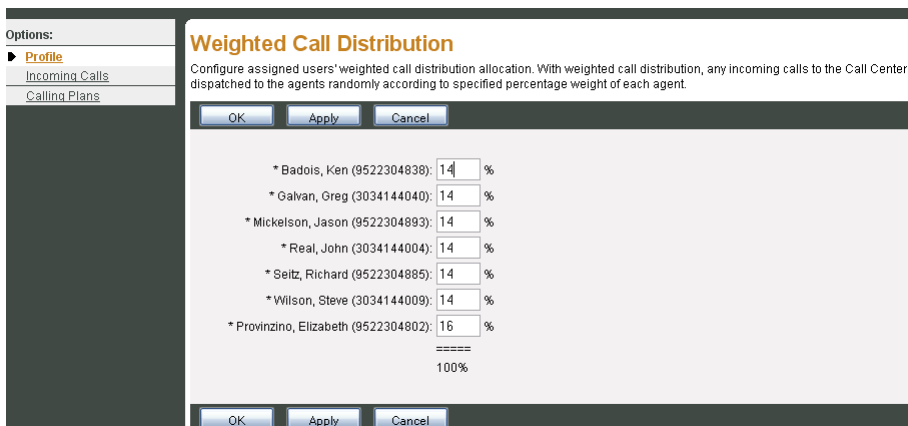 Options:
Profile
Incoming Calls
Calling Plans
Weighted Call Distribution
Configure assigned users' weighted call distribution allocation. With weighted call distribution, any incoming calls to the Call Center
dispatched to the agents randomly according to specified percentage weight of each agent.
OK Apply Cancel
* Badois, Ken (9522304838): 14 %
* Galvan, Greg (3034144040): 14 %
* Mickelson, Jason (9522304893): 14 %
* Real, John (3034144004): 14 %
* Seitz, Richard (9522304885): 14 %
* Wilson, Steve (3034144009): 14 %
* Provinzino, Elizabeth (9522304802): 16 %
=====
100%
OK Apply Cancel